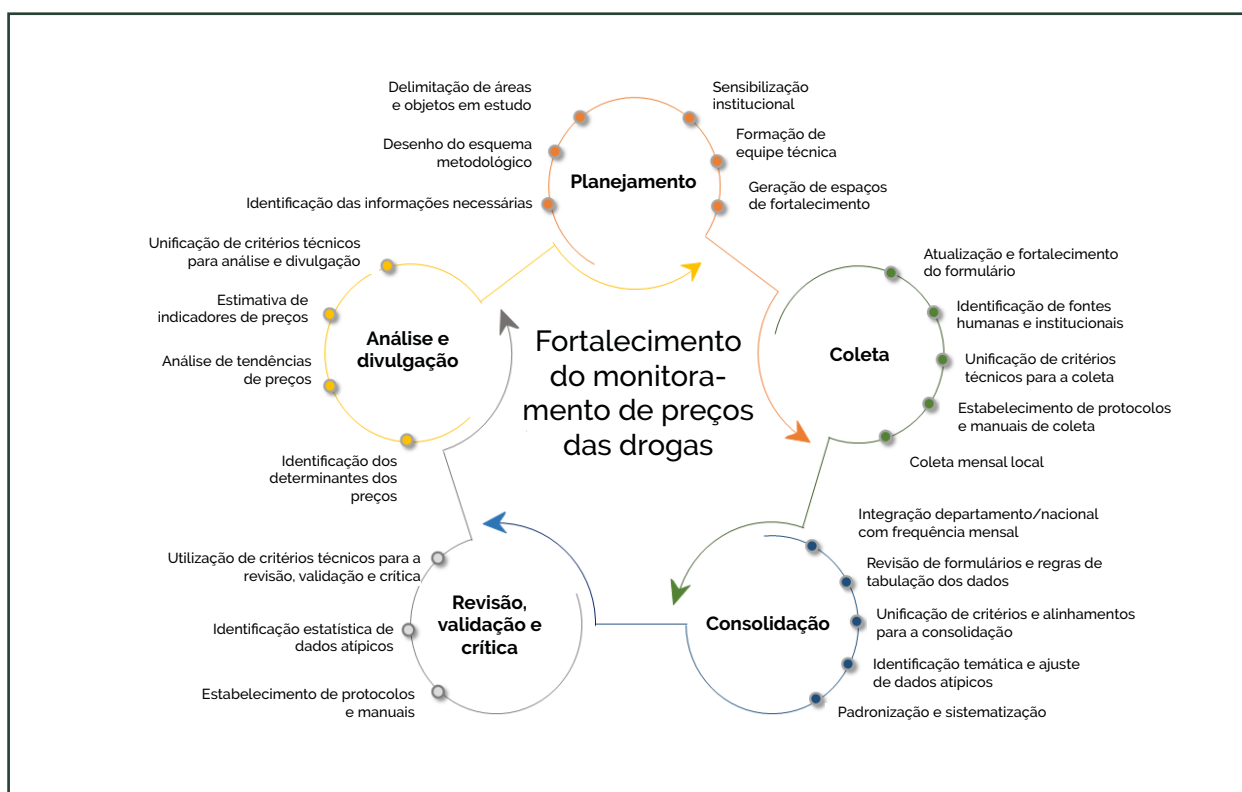 Delimitação de áreas
e objetos em estudo
Desenho do esquema
metodológico
Identificação das informações necessárias
Planejamento
Sensibilização
institucional
Formação de
equipe técnica
Geração de espaços
de fortalecimento
Atualização e fortalecimento
do formulário
Identificação de fontes
humanas e institucionais
Unificação de critérios
técnicos para a coleta
Estabelecimento de protocolos
e manuais de coleta
Coleta mensal local
Coleta
Fortalecimento
do monitora-
mento de preços
das drogas
Unificação de critérios técnicos
para análise e divulgação
Estimativa de
indicadores de preços
Análise de tendências
de preços
Identificação dos
determinantes dos
preços
Análise e
divulgação
Utilização de critérios técnicos para a
revisão, validação e crítica
Identificação estatística de
dados atípicos
Estabelecimento de protocolos
e manuais
Revisão,
validação e
crítica
Consolidação
Integração departamento/nacional
com frequência mensal
Revisão de formulários e regras de
tabulação dos dados
Unificação de critérios e alinhamentos
para a consolidação
Identificação temática e ajuste
de dados atípicos
Padronização e sistematização